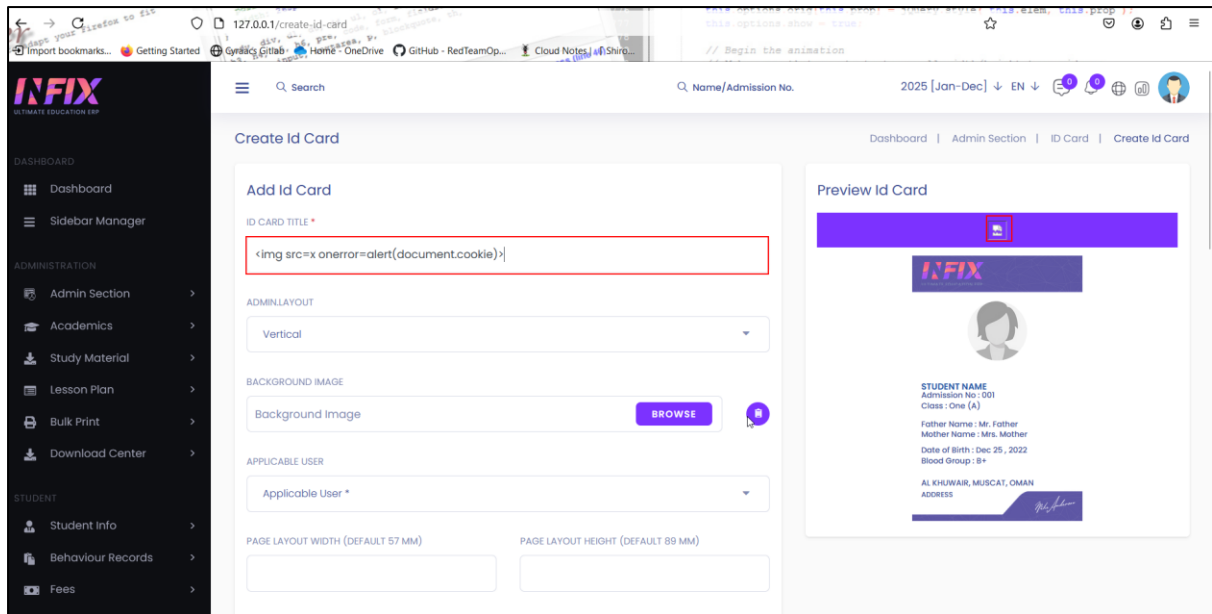 127.0.0.1/create-id-card
Import bookmarks... Getting Started Gyraacs Gitlab Home - OneDrive GitHub - RedTeamOp... Cloud Notes
this.options.show = true;
// Begin the animation
INFIX
ULTIMATE EDUCATION ERP
Search
Name/Admission No.
2025 [Jan-Dec] EN 0 0
Create Id Card
Dashboard | Admin Section | ID Card | Create Id Card
DASHBOARD
Dashboard
Sidebar Manager
ADMINISTRATION
Admin Section
Academics
Study Material
Lesson Plan
Bulk Print
Download Center
STUDENT
Student Info
Behaviour Records
Fees
Add Id Card
ID CARD TITLE *
<img src=x onerror=alert(document.cookie)>
ADMIN.LAYOUT
Vertical
BACKGROUND IMAGE
Background Image
BROWSE
APPLICABLE USER
Applicable User *
PAGE LAYOUT WIDTH (DEFAULT 57 MM)
PAGE LAYOUT HEIGHT (DEFAULT 89 MM)
Preview Id Card
INFIX
STUDENT NAME
Admission No : 001
Class : One (A)
Father Name : Mr. Father
Mother Name : Mrs. Mother
Date of Birth : Dec 25 , 2022
Blood Group : B+
AL KHUWAIR, MUSCAT, OMAN
ADDRESS